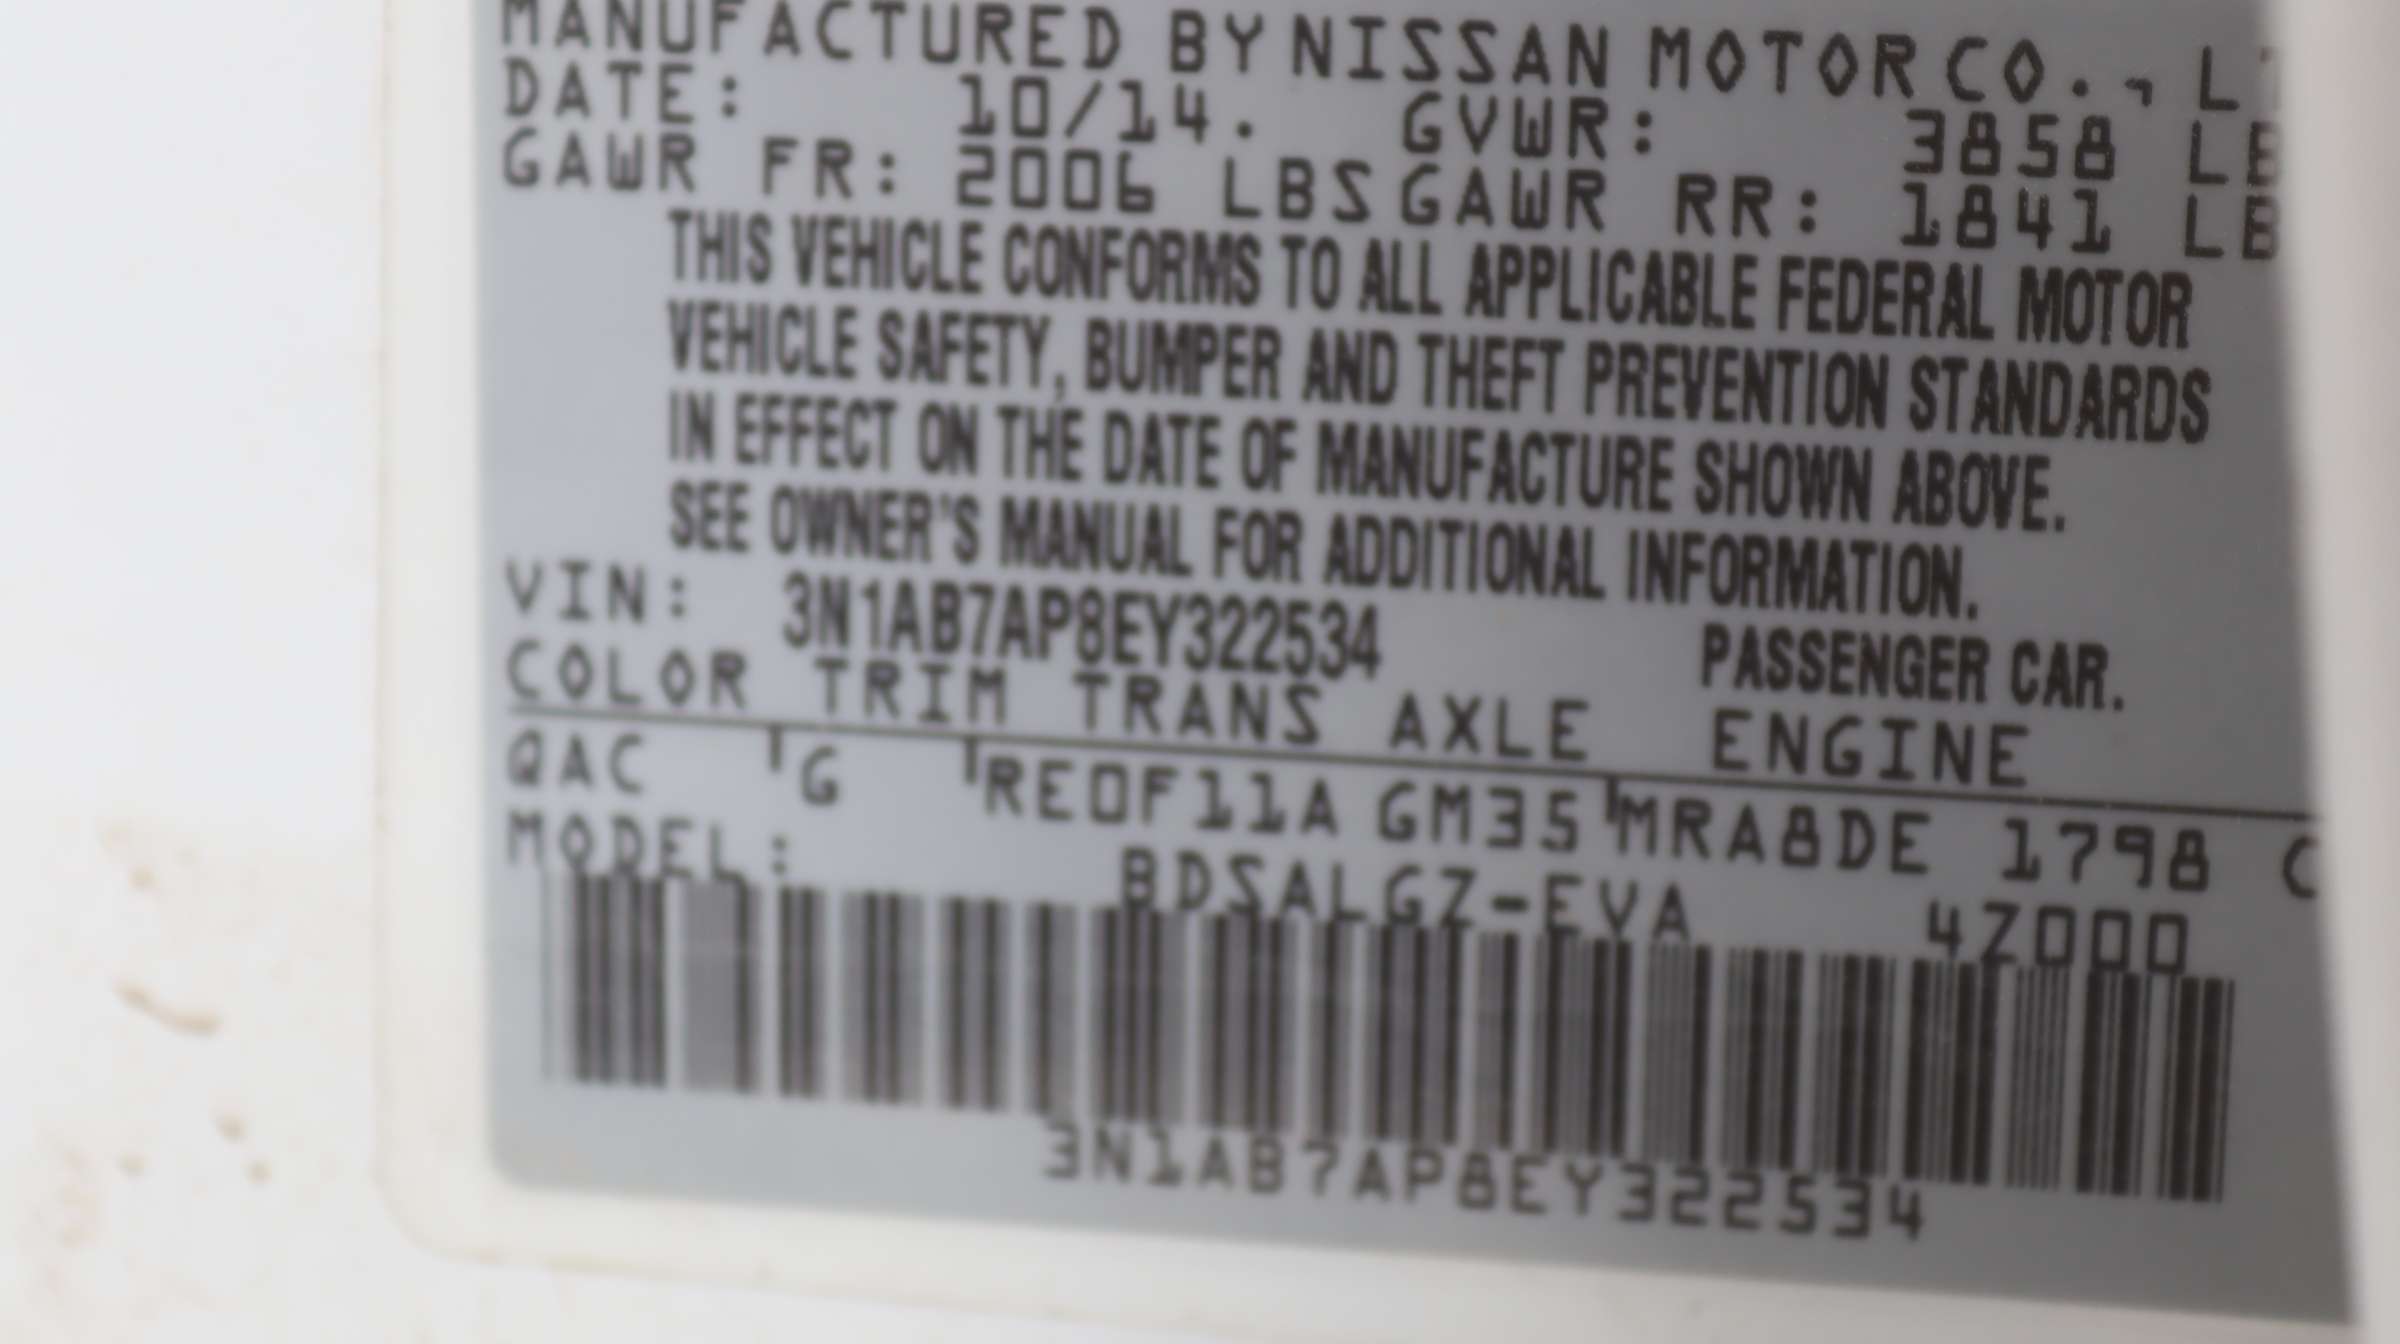 MANUFACTURED BY NISSAN MOTOR CO., L
DATE: 10/14. GVWR: 3858 LB
GAWR FR: 2006 LBS GAWR RR: 1841 LB
THIS VEHICLE CONFORMS TO ALL APPLICABLE FEDERAL MOTOR
VEHICLE SAFETY, BUMPER AND THEFT PREVENTION STANDARDS
IN EFFECT ON THE DATE OF MANUFACTURE SHOWN ABOVE.
SEE OWNER'S MANUAL FOR ADDITIONAL INFORMATION.
VIN: 3N1AB7AP8EY322534 PASSENGER CAR.
COLOR TRIM TRANS AXLE ENGINE
QAC G RE0F11A GM35 MRA8DE 1798 C
MODEL: BDSALGZ-EVA 4Z000
3N1AB7AP8EY322534